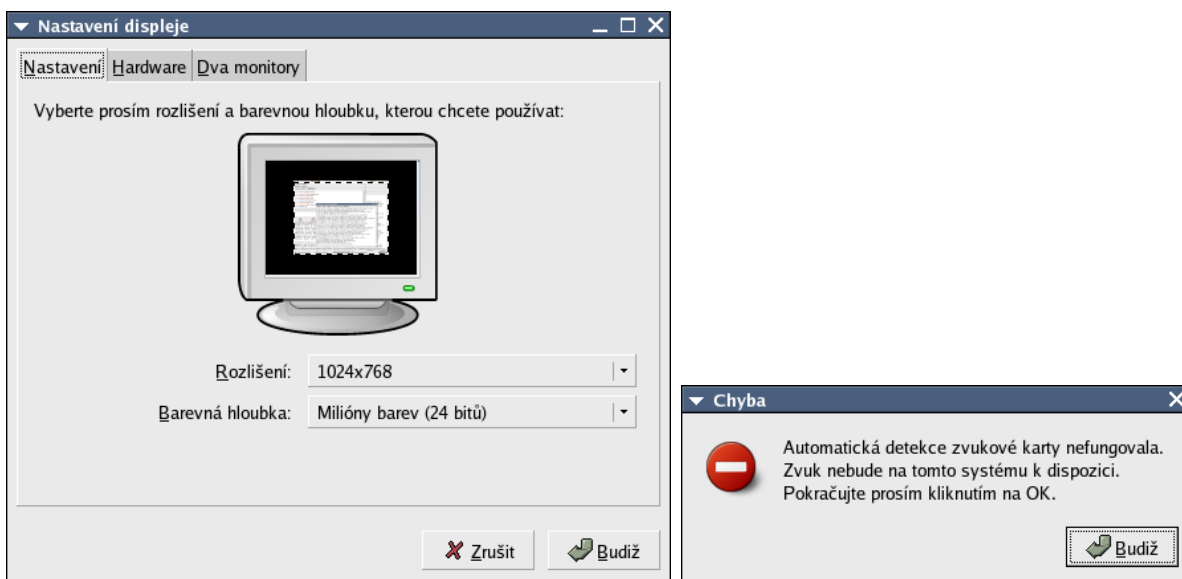 Nastavení displeje
Nastavení Hardware Dva monitory
Vyberte prosím rozlišení a barevnou hloubku, kterou chcete používat:
Rozlišení: 1024x768
Barevná hloubka: Milióny barev (24 bitů)
Zrušit Budiž
Chyba
Automatická detekce zvukové karty nefungovala.
Zvuk nebude na tomto systému k dispozici.
Pokračujte prosím kliknutím na OK.
Budiž